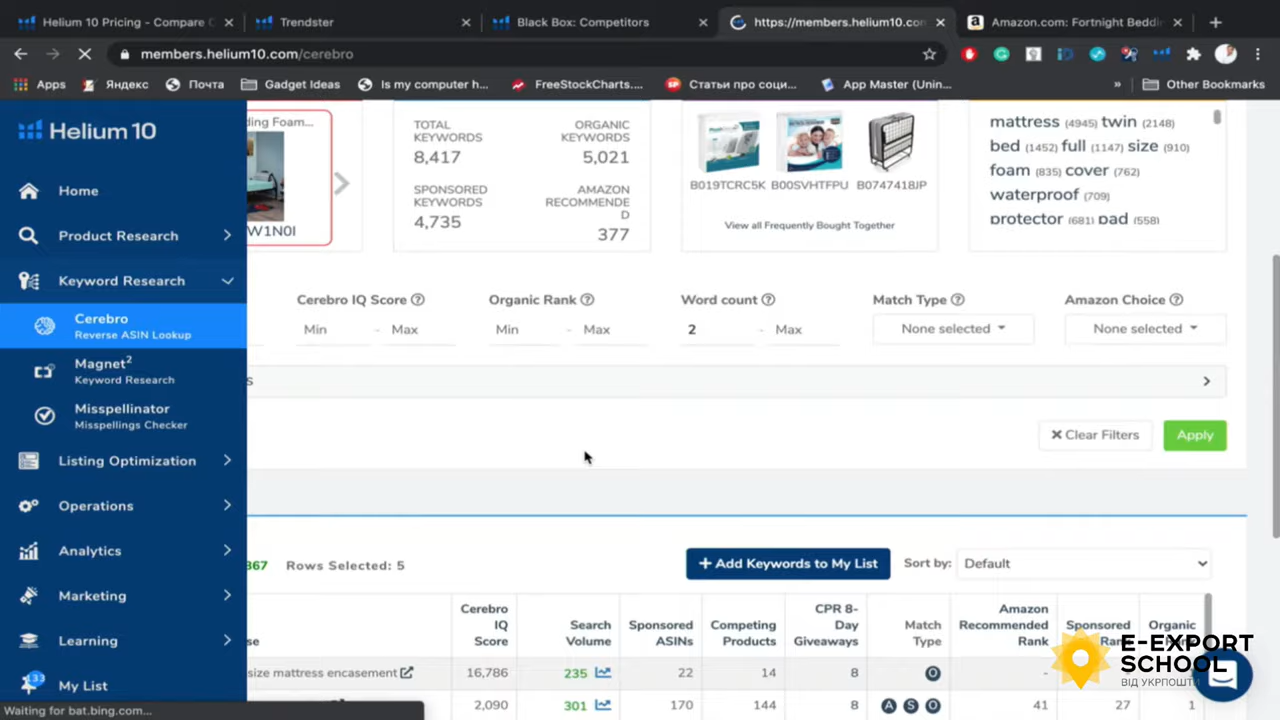 Helium 10 Pricing - Compare
Trendster
Black Box: Competitors
https://members.helium10.com
Amazon.com: Fortnight Beddi
members.helium10.com/cerebro
Apps
Яндекс
Почта
Gadget Ideas
Is my computer h...
FreeStockCharts....
Статьи про соци...
App Master (Unin...
Other Bookmarks
Helium 10
Home
Product Research
Keyword Research
Cerebro
Reverse ASIN Lookup
Magnet2
Keyword Research
Misspellinator
Misspellings Checker
Listing Optimization
Operations
Analytics
Marketing
Learning
133
My List
Waiting for bat.bing.com...
ding Foam...
W1N0I
TOTAL KEYWORDS
8,417
ORGANIC KEYWORDS
5,021
SPONSORED KEYWORDS
4,735
AMAZON RECOMMENDE
D
377
B019TCRC5K B00SVHTFPU B0747418JP
View all Frequently Bought Together
mattress (4945) twin (2148)
bed (1452) full (1147) size (910)
foam (835) cover (762)
waterproof (709)
protector (681) pad (558)
Cerebro IQ Score
Organic Rank
Word count
Match Type
Amazon Choice
Min - Max
Min - Max
2 - Max
None selected
None selected
s
Clear Filters
Apply
867 Rows Selected: 5
+ Add Keywords to My List
Sort by: Default
se
Cerebro IQ Score
Search Volume
Sponsored ASINs
Competing Products
CPR 8-Day Giveaways
Match Type
Amazon Recommended Rank
Sponsored Rank
Organic
size mattress encasement 16,786 235 22 14 8 O -
2,090 301 170 144 8 A S O 41 27 1
E-EXPORT
SCHOOL
ВІД УКРПОШТИ